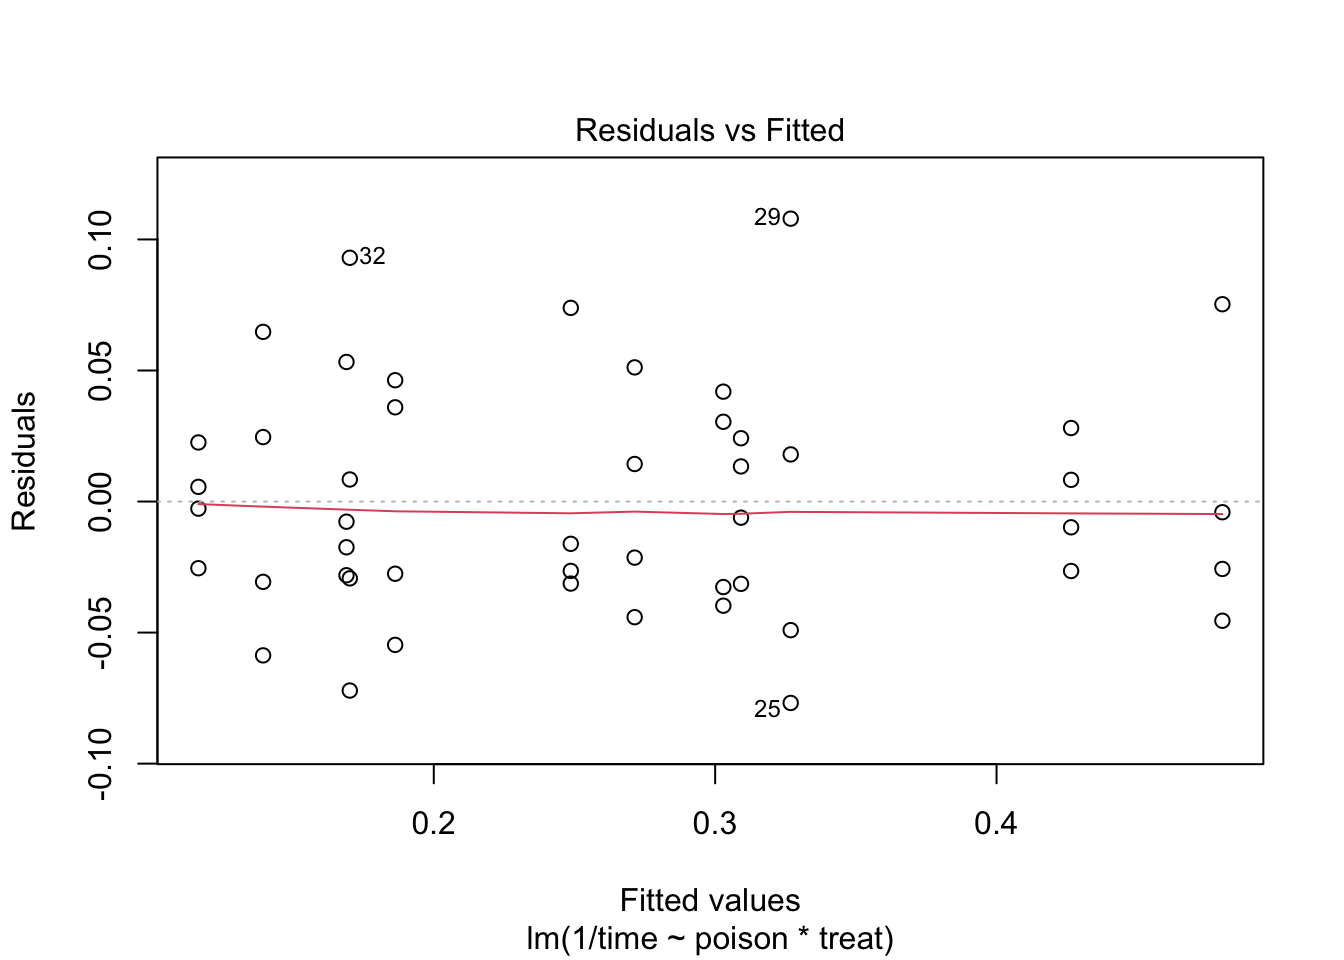 Residuals vs Fitted
Residuals
0.10
0.05
0.00
-0.05
-0.10
29
32
25
0.2 0.3 0.4
Fitted values
lm(1/time ~ poison * treat)